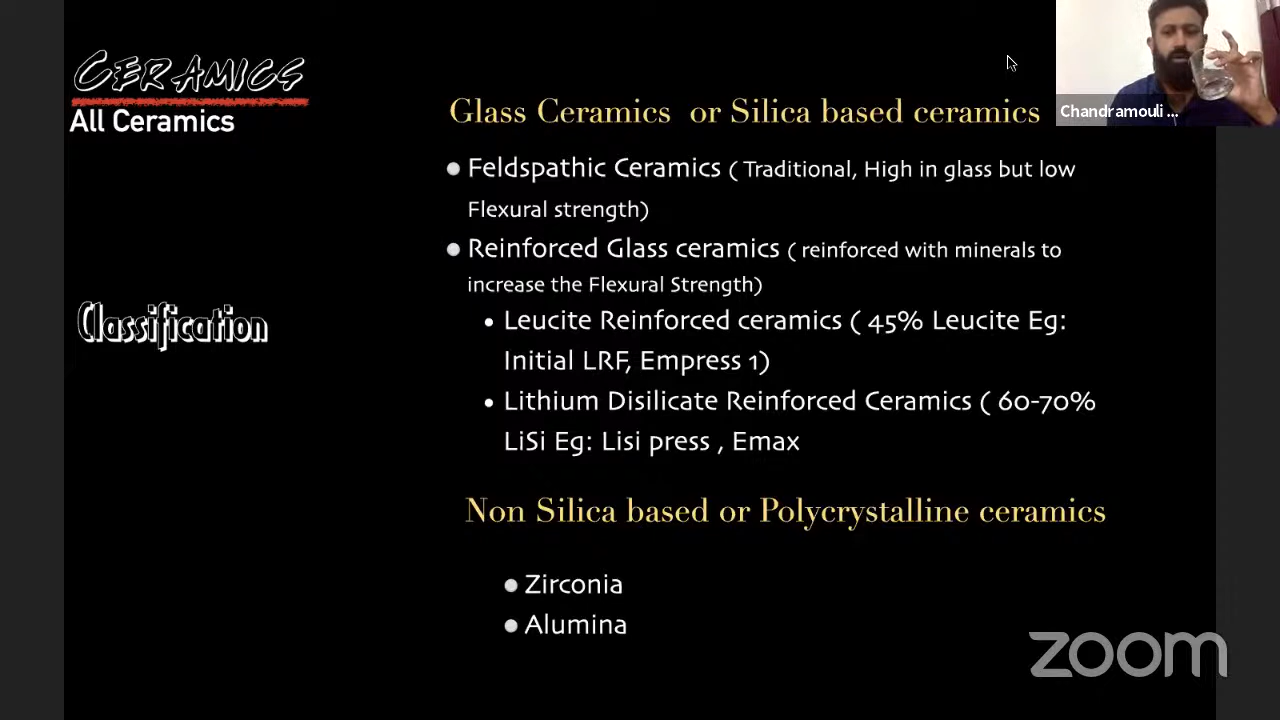 CERAMICS
All Ceramics
Classification
Glass Ceramics or Silica based ceramics
Feldspathic Ceramics ( Traditional, High in glass but low
Flexural strength)
Reinforced Glass ceramics ( reinforced with minerals to
increase the Flexural Strength)
Leucite Reinforced ceramics ( 45% Leucite Eg:
Initial LRF, Empress 1)
Lithium Disilicate Reinforced Ceramics ( 60-70%
LiSi Eg: Lisi press , Emax
Non Silica based or Polycrystalline ceramics
Zirconia
Alumina
Chandramouli ...
zoom